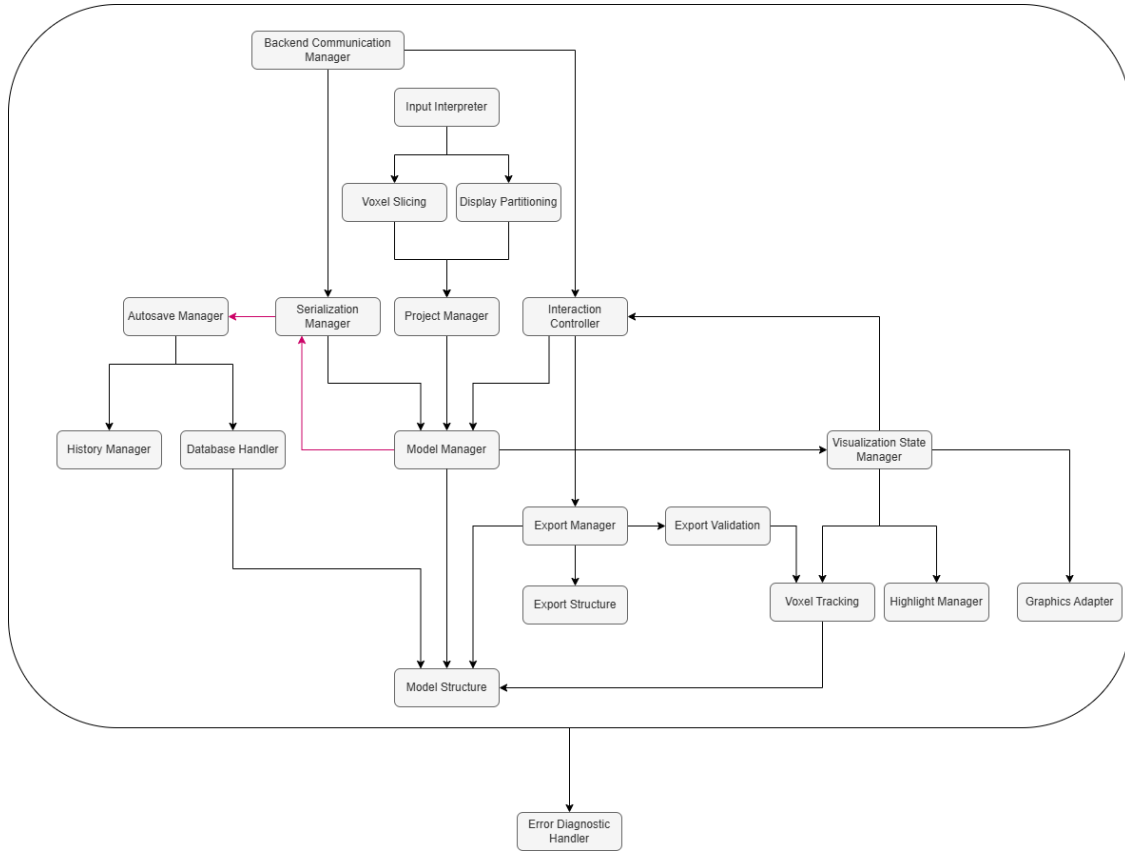 Backend Communication
Manager
Input Interpreter
Voxel Slicing
Display Partitioning
Autosave Manager
Serialization
Manager
Project Manager
Interaction
Controller
History Manager
Database Handler
Model Manager
Visualization State
Manager
Export Manager
Export Validation
Export Structure
Voxel Tracking
Highlight Manager
Graphics Adapter
Model Structure
Error Diagnostic
Handler